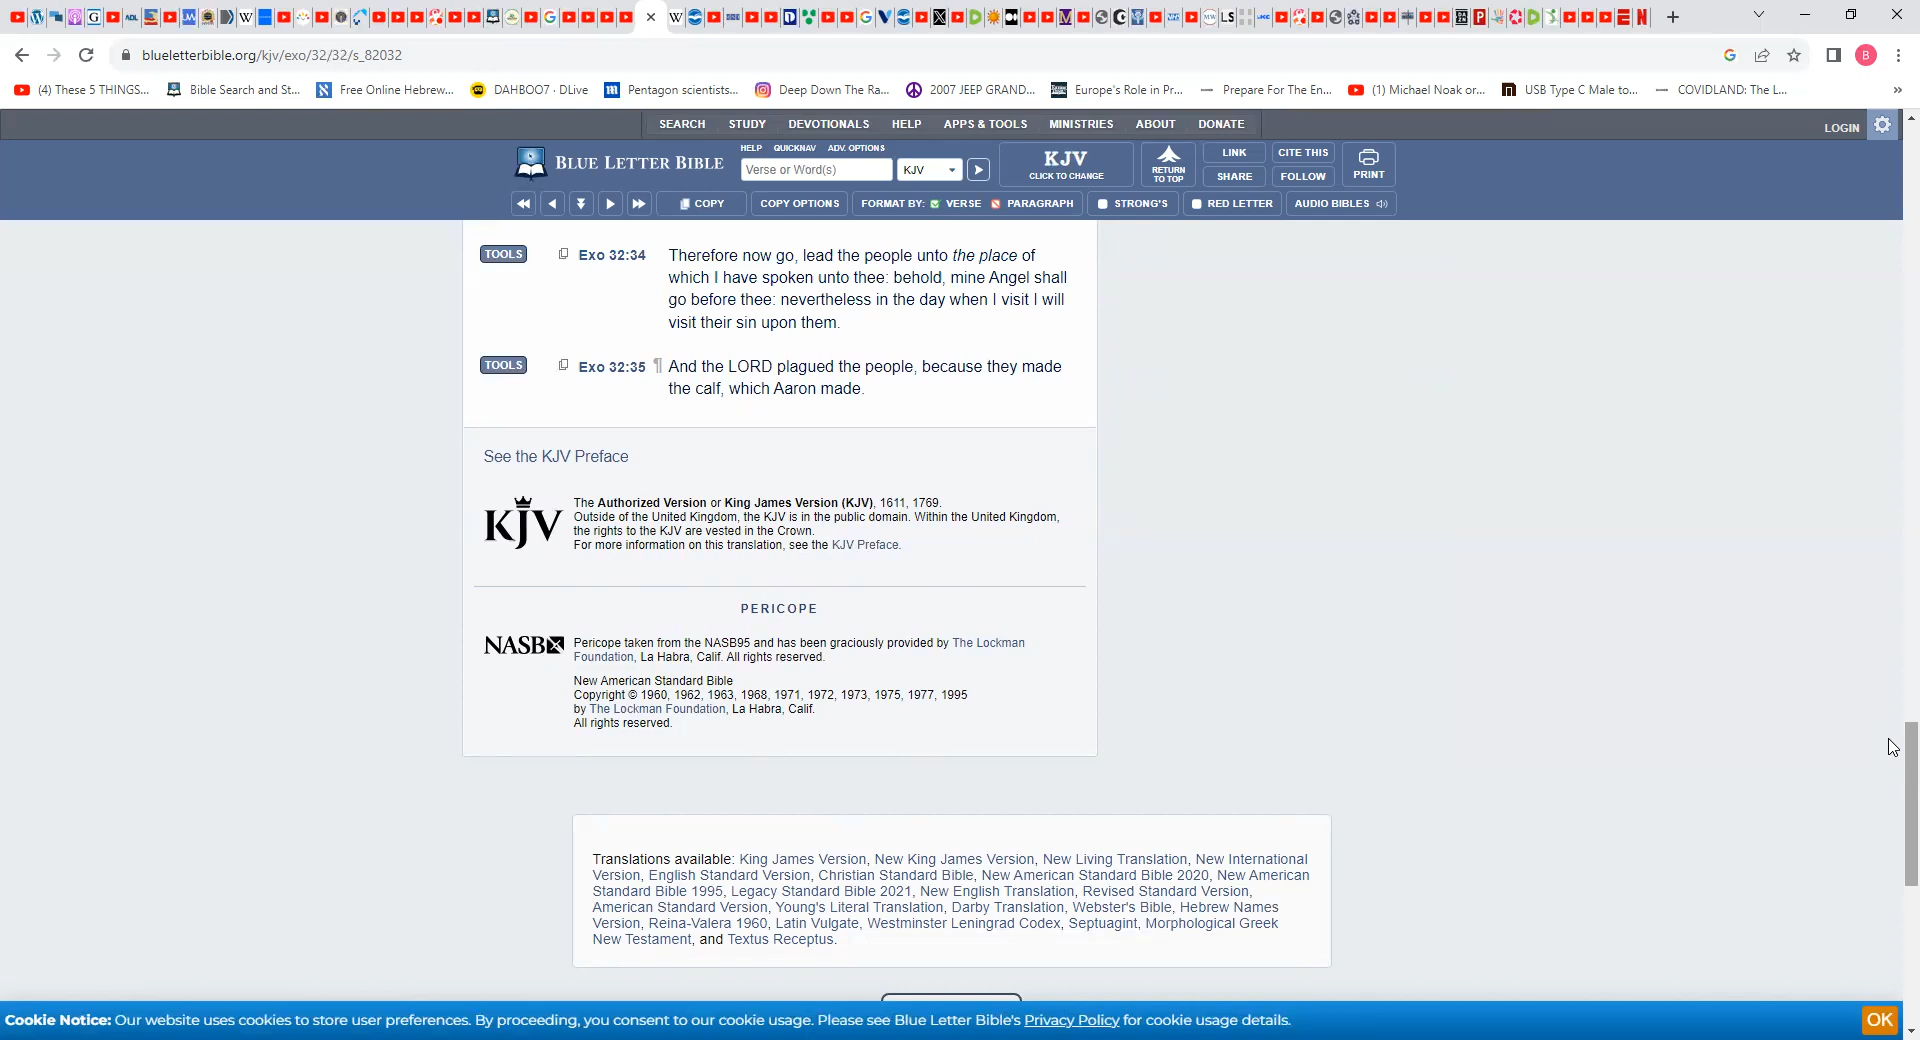 blueletterbible.org/kjv/exo/32/32/s_82032
B
(4) These 5 THINGS... Bible Search and St... Free Online Hebrew... DAHBOO7 · DLive Pentagon scientists... Deep Down The Ra... 2007 JEEP GRAND... Europe's Role in Pr... Prepare For The En... (1) Michael Noak or... USB Type C Male to... COVIDLAND: The L... »
SEARCH STUDY DEVOTIONALS HELP APPS & TOOLS MINISTRIES ABOUT DONATE LOGIN
HELP QUICKNAV ADV. OPTIONS
BLUE LETTER BIBLE Verse or Word(s) KJV
KJV
CLICK TO CHANGE
RETURN
TO TOP
LINK CITE THIS
SHARE FOLLOW
PRINT
COPY COPY OPTIONS FORMAT BY: VERSE PARAGRAPH STRONG'S RED LETTER AUDIO BIBLES
TOOLS Exo 32:34 Therefore now go, lead the people unto the place of
which I have spoken unto thee: behold, mine Angel shall
go before thee: nevertheless in the day when I visit I will
visit their sin upon them.
TOOLS Exo 32:35 ¶ And the LORD plagued the people, because they made
the calf, which Aaron made.
See the KJV Preface
KJV
The Authorized Version or King James Version (KJV), 1611, 1769.
Outside of the United Kingdom, the KJV is in the public domain. Within the United Kingdom,
the rights to the KJV are vested in the Crown.
For more information on this translation, see the KJV Preface.
PERICOPE
NASB
Pericope taken from the NASB95 and has been graciously provided by The Lockman
Foundation, La Habra, Calif. All rights reserved.
New American Standard Bible
Copyright © 1960, 1962, 1963, 1968, 1971, 1972, 1973, 1975, 1977, 1995
by The Lockman Foundation, La Habra, Calif.
All rights reserved.
Translations available: King James Version, New King James Version, New Living Translation, New International
Version, English Standard Version, Christian Standard Bible, New American Standard Bible 2020, New American
Standard Bible 1995, Legacy Standard Bible 2021, New English Translation, Revised Standard Version,
American Standard Version, Young's Literal Translation, Darby Translation, Webster's Bible, Hebrew Names
Version, Reina-Valera 1960, Latin Vulgate, Westminster Leningrad Codex, Septuagint, Morphological Greek
New Testament, and Textus Receptus.
Cookie Notice: Our website uses cookies to store user preferences. By proceeding, you consent to our cookie usage. Please see Blue Letter Bible's Privacy Policy for cookie usage details.
OK